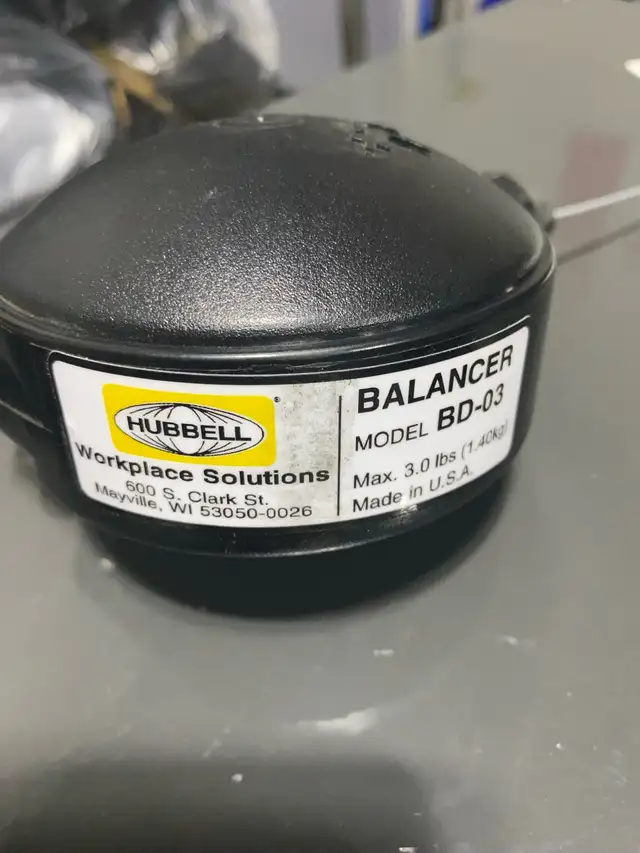 HUBBELL
®
Workplace Solutions
600 S. Clark St.
Mayville, WI 53050-0026
BALANCER
MODEL BD-03
Max. 3.0 lbs (1.40kg)
Made in U.S.A.